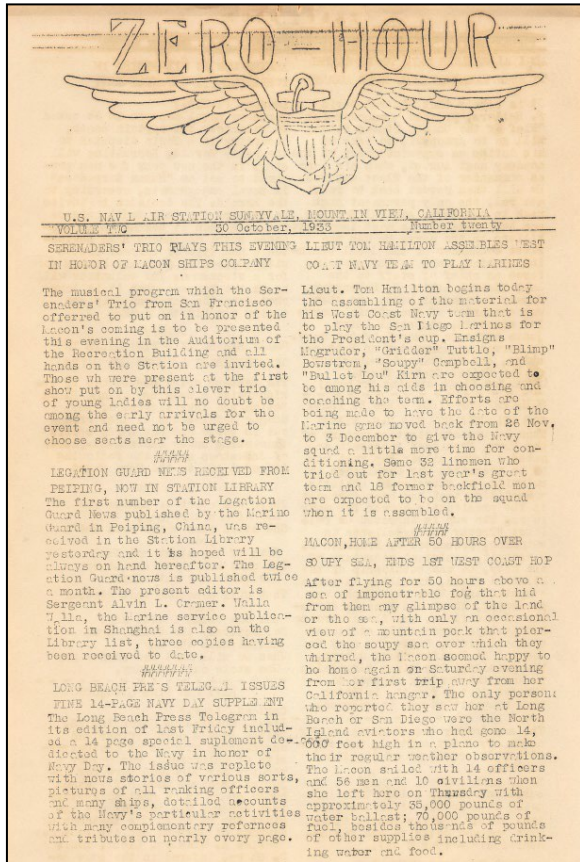 ZERO-HOUR
U.S. NAV L AIR STATION SUNNYVALE, MOUNTAIN VIEW, CALIFORNIA
VOLUME TWO 30 October, 1933 Number twenty
SERENADERS' TRIO PLAYS THIS EVENING
IN HONOR OF MACON SHIPS COMPANY
The musical program which the Ser-
enaders' Trio from San Francisco
offerred to put on in honor of the
Macon's coming is to be presented
this evening in the Auditorium of
the Recreation Building and all
hands on the Station are invited.
Those wh were present at the first
show put on by this clever trio
of young ladies will no doubt be
among the early arrivals for the
event and need not be urged to
choose seats near the stage.
######
LEGATION GUARD NEWS RECEIVED FROM
PEIPING, NOW IN STATION LIBRARY
The first number of the Legation
Guard News published by the Marine
Guard in Peiping, China, was re-
ceived in the Station Library
yesterday and it is hoped will be
always on hand hereafter. The Leg-
ation Guard news is published twice
a month. The present editor is
Sergeant Alvin L. Cramer. Walla
Walla, the Marine service publica-
tion in Shanghai is also on the
Library list, three copies having
been received to date.
#######
LONG BEACH PRESS TELEGRAM ISSUES
FINE 14-PAGE NAVY DAY SUPPLEMENT
The Long Beach Press Telegram in
its edition of last Friday includ-
ed a 14 page special suplement de-
dicated to the Navy in honor of
Navy Day. The issue was replete
with news stories of various sorts,
pictures of all ranking officers
and many ships, detailed accounts
of the Navy's particular activities
with many complementary refernces
and tributes on nearly every page.
LIEUT TOM HAMILTON ASSEMBLES WEST
COAST NAVY TEAM TO PLAY MARINES
Lieut. Tom Hamilton begins today
the assembling of the material for
his West Coast Navy team that is
to play the San Diego Marines for
the President's cup. Ensigns
Magrudor, "Gridder" Tuttle, "Blimp"
Bowstrom, "Soupy" Campbell, and
"Bullet Lou" Kirn are expected to
be among his aids in choosing and
coaching the team. Efforts are
being made to have the date of the
Marine game moved back from 26 Nov.
to 3 December to give the Navy
squad a little more time for con-
ditioning. Some 32 linemen who
tried out for last year's great
team and 18 former backfield men
are expected to be on the squad
when it is assembled.
######
MACON,HOME AFTER 50 HOURS OVER
SOUPY SEA, ENDS 1ST WEST COAST HOP
After flying for 50 hours above a
sea of impenetrable fog that hid
from them any glimpse of the land
or the sea, with only an occasional
view of a mountain peak that pier-
ced the soupy sea over which they
whirred, the Macon seemed happy to
be home again on Saturday evening
from her first trip away from her
California hangar. The only persons
who reported they saw her at Long
Beach or San Diego were the North
Island aviators who had gone 14,
000 feet high in a plane to make
their regular weather observations.
The Macon sailed with 14 officers
and 56 men and 10 civilians when
she left here on Thursday with
approximately 35,000 pounds of
water ballast; 70,000 pounds of
fuel, besides thousands of pounds
of other supplies including drink-
ing water and food.